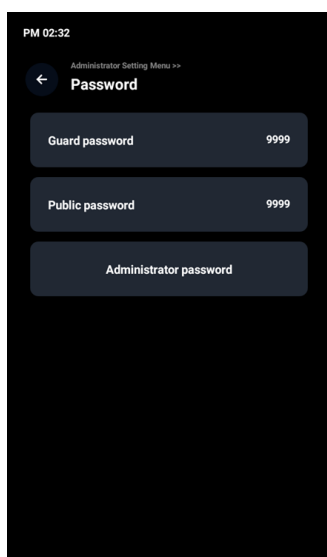 PM 02:32
Administrator Setting Menu >>
Password
Guard password 9999
Public password 9999
Administrator password